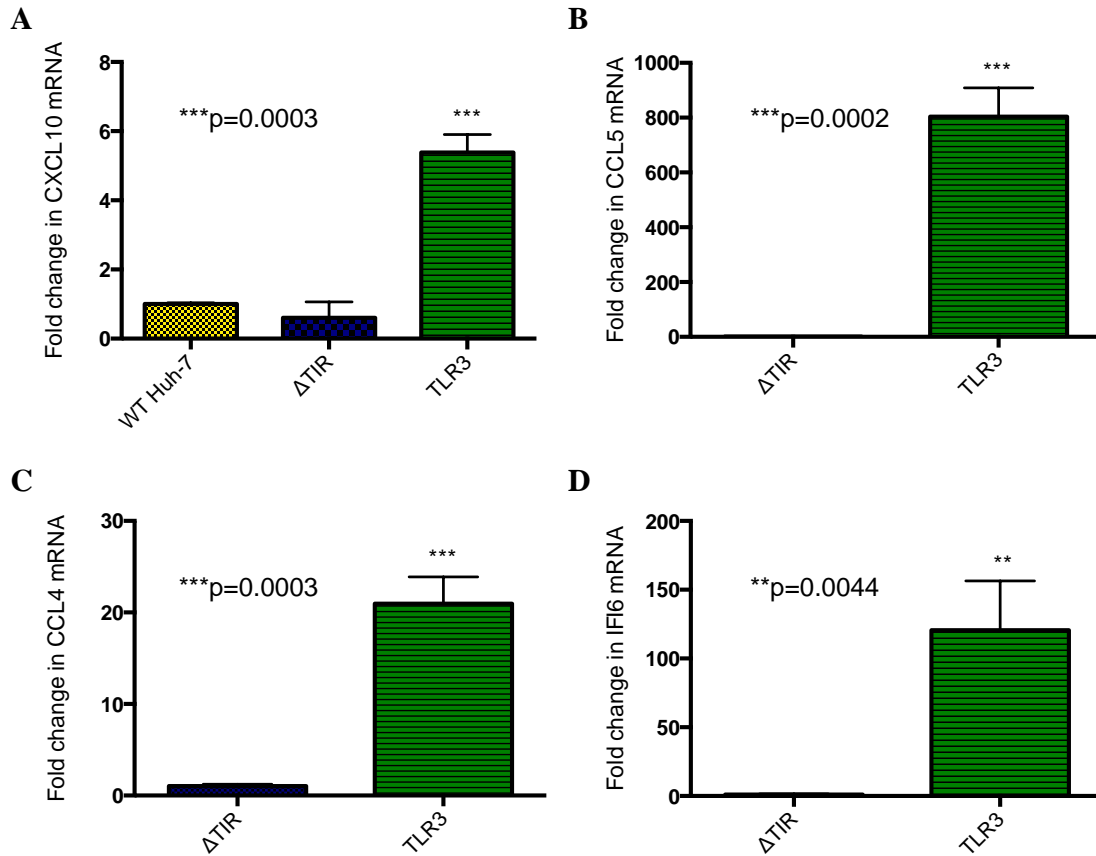 A
Fold change in CXCL10 mRNA
8
6
4
2
0
***p=0.0003
***
WT Huh-7
ΔTIR
TLR3
B
Fold change in CCL5 mRNA
1000
800
600
400
200
0
***p=0.0002
***
ΔTIR
TLR3
C
Fold change in CCL4 mRNA
30
20
10
0
***p=0.0003
***
ΔTIR
TLR3
D
Fold change in IFI6 mRNA
200
150
100
50
0
**p=0.0044
**
ΔTIR
TLR3